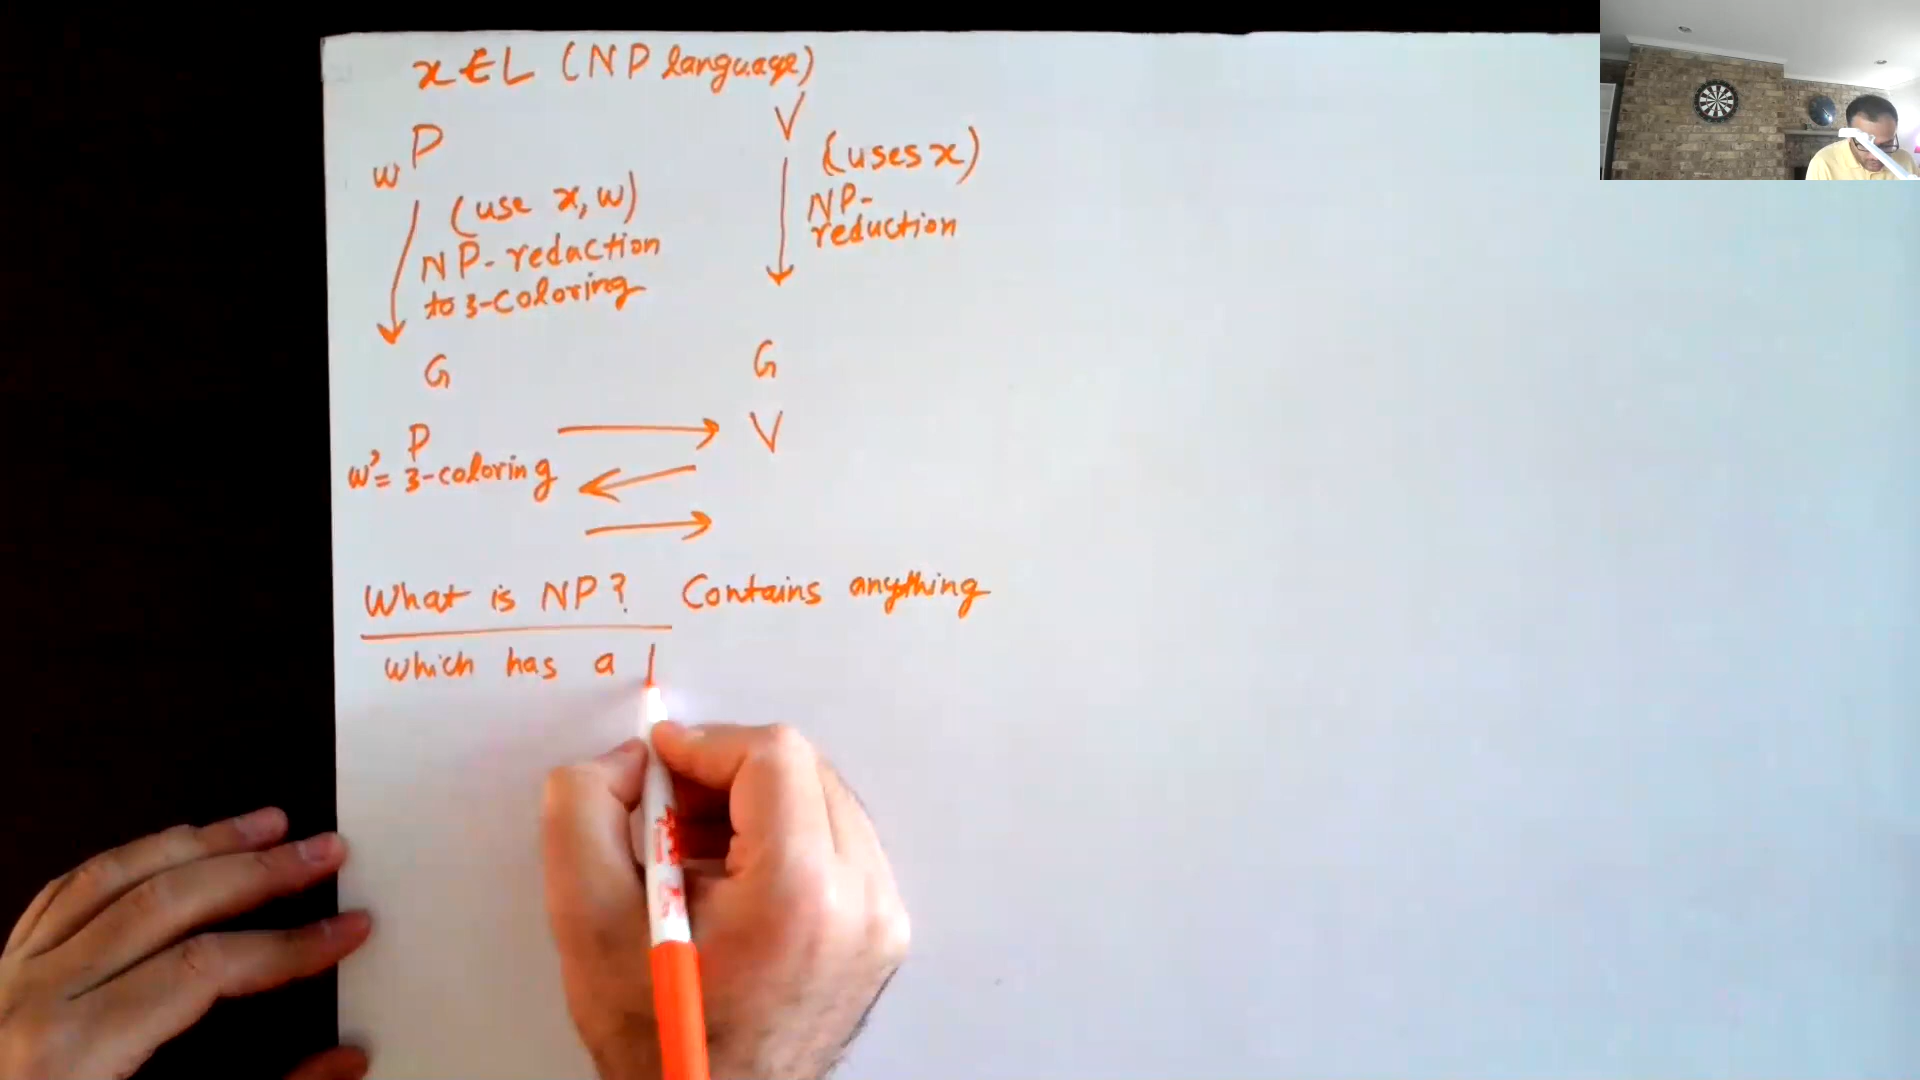 x ∈ L (NP language)
P V
w
(use x, w) (uses x)
NP-redaction NP-
to 3-coloring reduction
G G
P V
w'= 3-coloring
What is NP? Contains anything
which has a